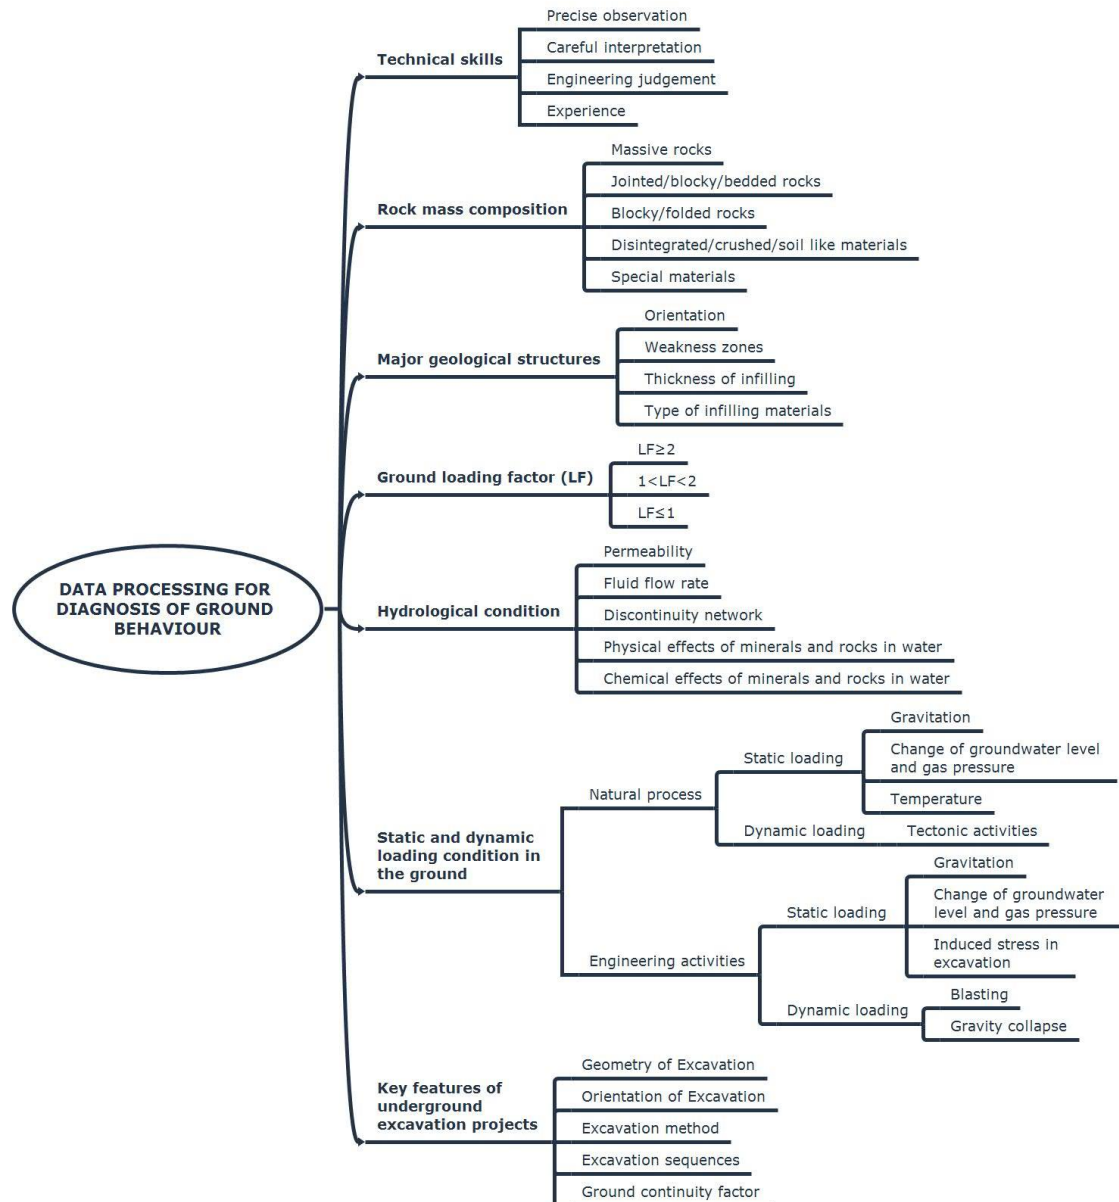 DATA PROCESSING FOR
DIAGNOSIS OF GROUND
BEHAVIOUR
Technical skills
Precise observation
Careful interpretation
Engineering judgement
Experience
Rock mass composition
Massive rocks
Jointed/blocky/bedded rocks
Blocky/folded rocks
Disintegrated/crushed/soil like materials
Special materials
Major geological structures
Orientation
Weakness zones
Thickness of infilling
Type of infilling materials
Ground loading factor (LF)
LF≥2
1<LF<2
LF≤1
Hydrological condition
Permeability
Fluid flow rate
Discontinuity network
Physical effects of minerals and rocks in water
Chemical effects of minerals and rocks in water
Static and dynamic
loading condition in
the ground
Natural process
Static loading
Gravitation
Change of groundwater level
and gas pressure
Temperature
Dynamic loading
Tectonic activities
Engineering activities
Static loading
Gravitation
Change of groundwater
level and gas pressure
Induced stress in
excavation
Dynamic loading
Blasting
Gravity collapse
Key features of
underground
excavation projects
Geometry of Excavation
Orientation of Excavation
Excavation method
Excavation sequences
Ground continuity factor